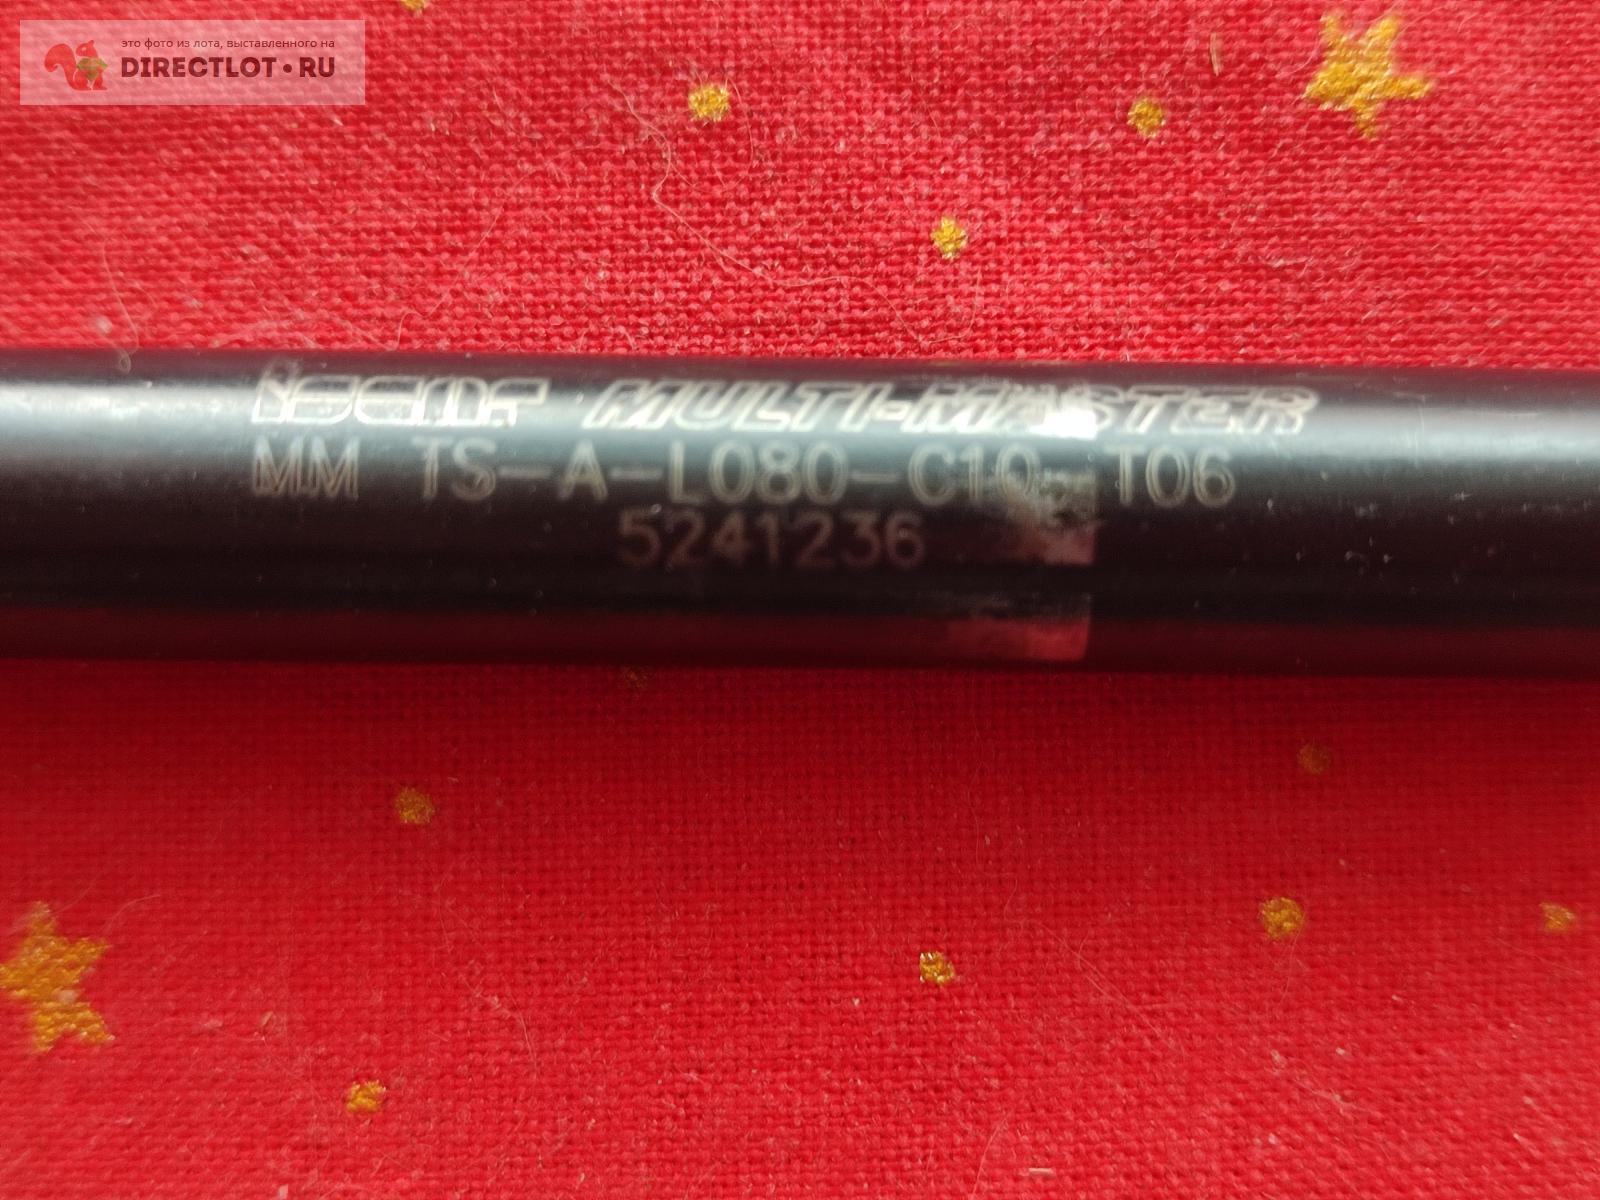 это фото из лота, выставленного на
DIRECTLOT•RU
iscar MULTI-MASTER
MM TS-A-L080-C10-T06
5241236